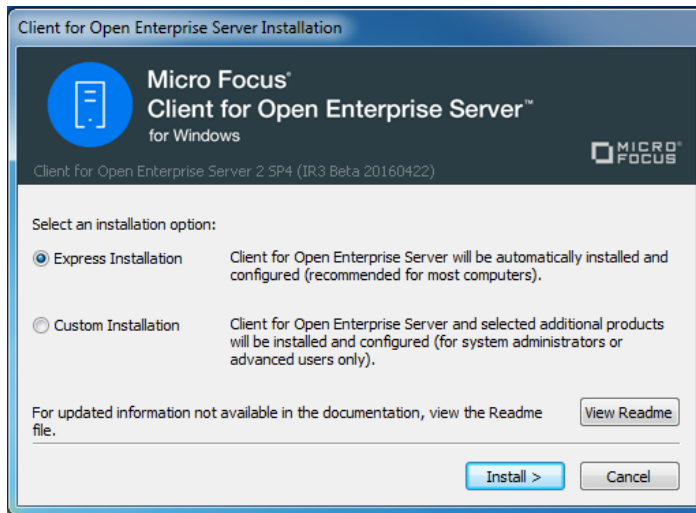 Client for Open Enterprise Server Installation
Micro Focus®
Client for Open Enterprise Server™
for Windows
MICRO®
FOCUS
Client for Open Enterprise Server 2 SP4 (IR3 Beta 20160422)
Select an installation option:
Express Installation
Client for Open Enterprise Server will be automatically installed and
configured (recommended for most computers).
Custom Installation
Client for Open Enterprise Server and selected additional products
will be installed and configured (for system administrators or
advanced users only).
For updated information not available in the documentation, view the Readme
file.
View Readme
Install >
Cancel